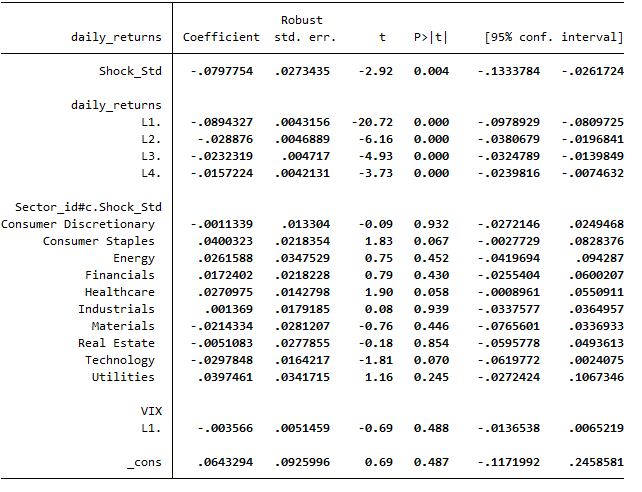 Robust
daily_returns Coefficient std. err. t P>|t| [95% conf. interval]
Shock_Std -.0797754 .0273435 -2.92 0.004 -.1333784 -.0261724
daily_returns
L1. -.0894327 .0043156 -20.72 0.000 -.0978929 -.0809725
L2. -.028876 .0046889 -6.16 0.000 -.0380679 -.0196841
L3. -.0232319 .004717 -4.93 0.000 -.0324789 -.0139849
L4. -.0157224 .0042131 -3.73 0.000 -.0239816 -.0074632
Sector_id#c.Shock_Std
Consumer Discretionary -.0011339 .013304 -0.09 0.932 -.0272146 .0249468
Consumer Staples .0400323 .0218354 1.83 0.067 -.0027729 .0828376
Energy .0261588 .0347529 0.75 0.452 -.0419694 .094287
Financials .0172402 .0218228 0.79 0.430 -.0255404 .0600207
Healthcare .0270975 .0142798 1.90 0.058 -.0008961 .0550911
Industrials .001369 .0179185 0.08 0.939 -.0337577 .0364957
Materials -.0214334 .0281207 -0.76 0.446 -.0765601 .0336933
Real Estate -.0051083 .0277855 -0.18 0.854 -.0595778 .0493613
Technology -.0297848 .0164217 -1.81 0.070 -.0619772 .0024075
Utilities .0397461 .0341715 1.16 0.245 -.0272424 .1067346
VIX
L1. -.003566 .0051459 -0.69 0.488 -.0136538 .0065219
_cons .0643294 .0925996 0.69 0.487 -.1171992 .2458581